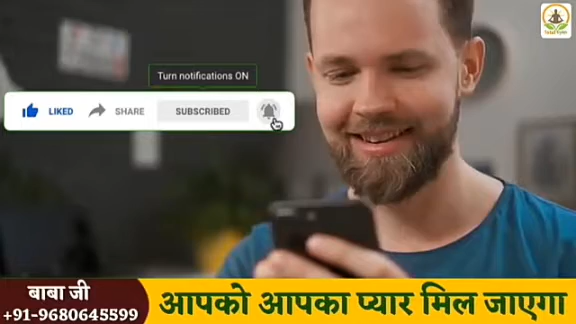 Turn notifications ON
LIKED
SHARE
SUBSCRIBED
बाबा जी
+91-9680645599
आपको आपका प्यार मिल जाएगा